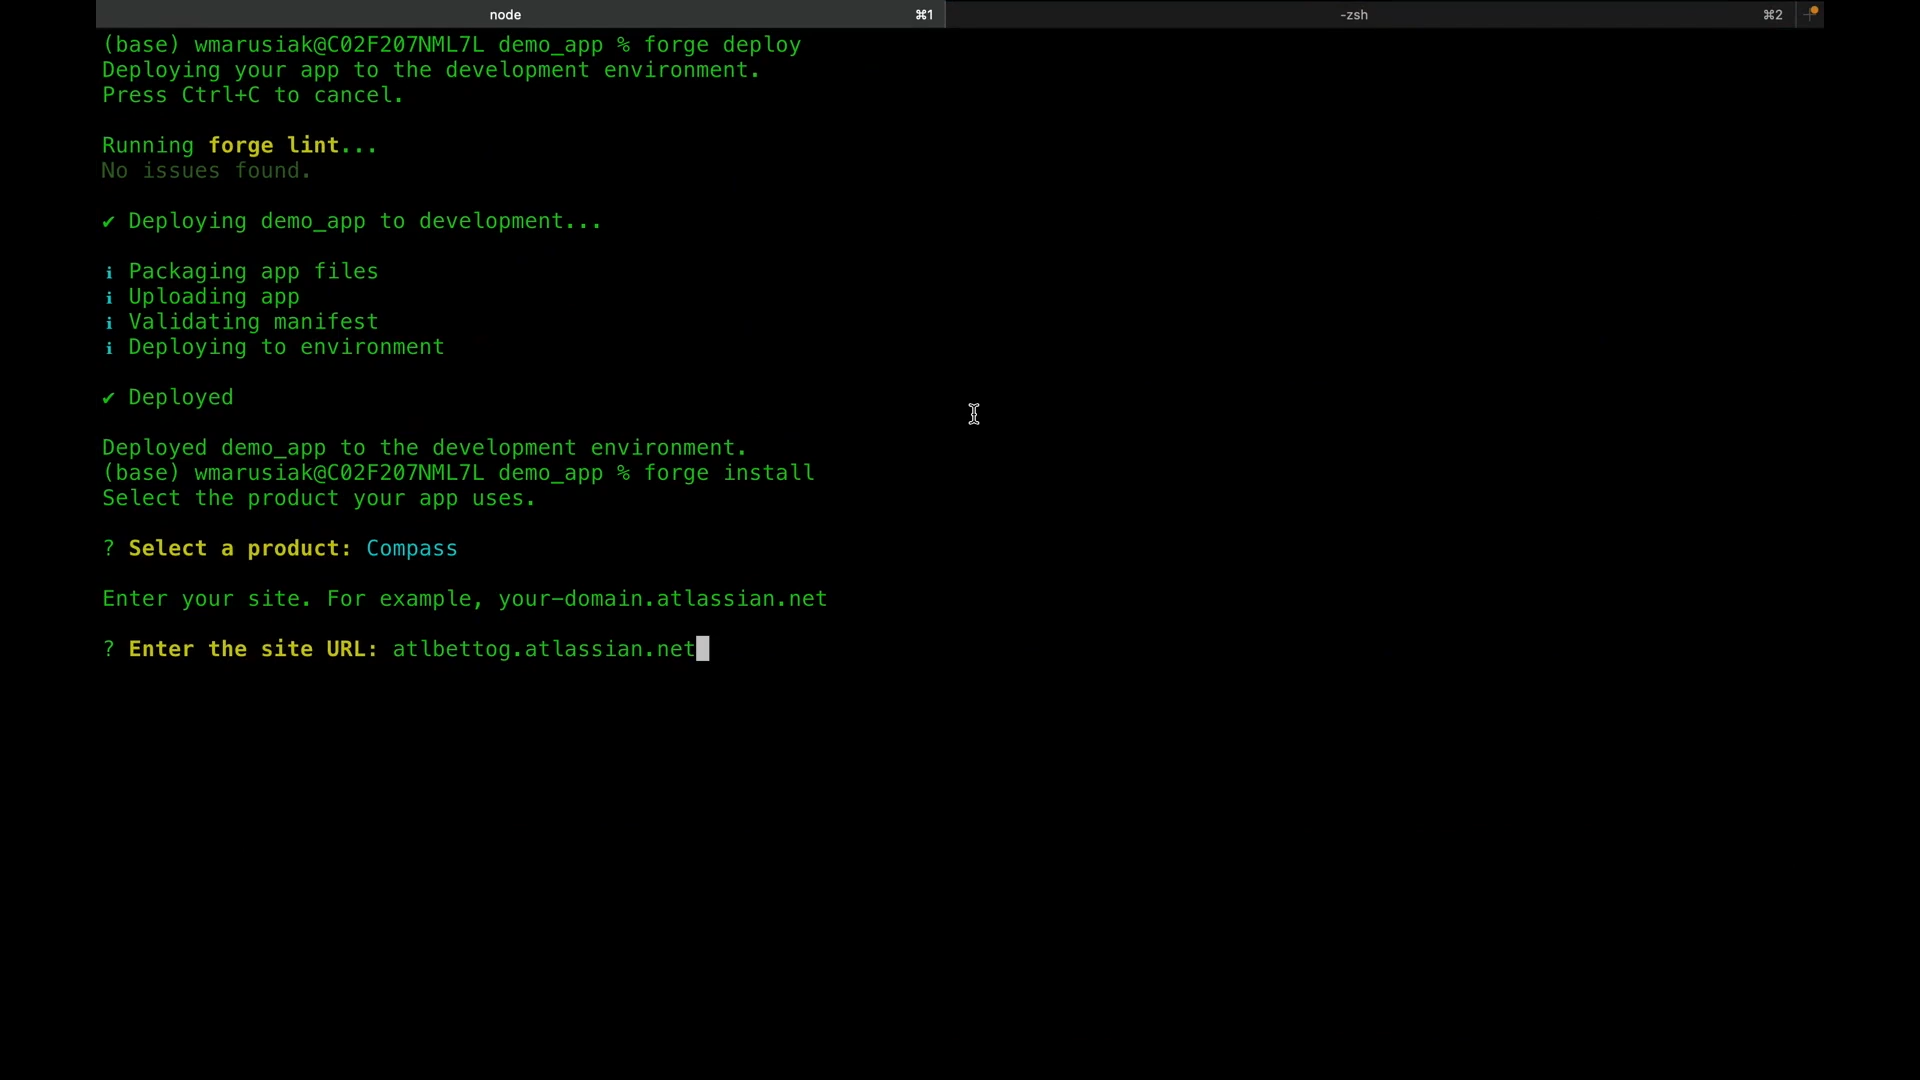 node ⌘1 -zsh ⌘2
(base) wmarusiak@C02F207NML7L demo_app % forge deploy
Deploying your app to the development environment.
Press Ctrl+C to cancel.
Running forge lint...
No issues found.
✔ Deploying demo_app to development...
ℹ Packaging app files
ℹ Uploading app
ℹ Validating manifest
ℹ Deploying to environment
✔ Deployed
Deployed demo_app to the development environment.
(base) wmarusiak@C02F207NML7L demo_app % forge install
Select the product your app uses.
? Select a product: Compass
Enter your site. For example, your-domain.atlassian.net
? Enter the site URL: atlbettog.atlassian.net